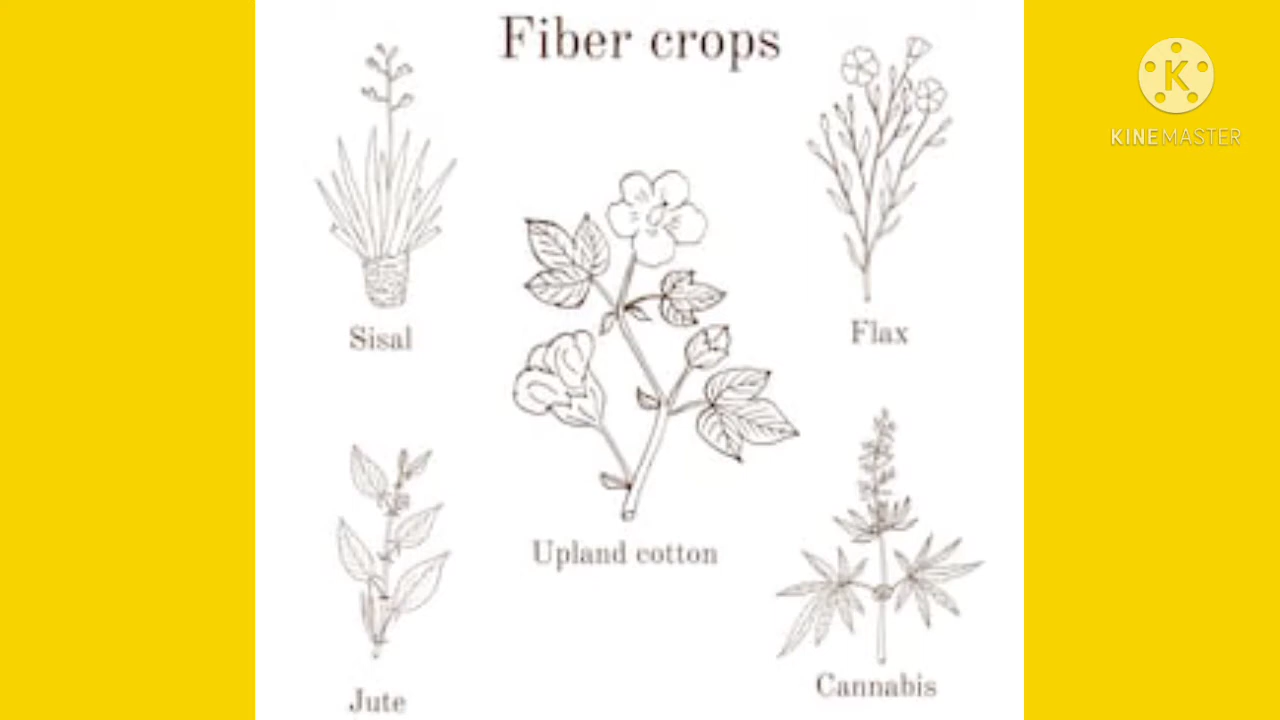 Fiber crops
Sisal
Flax
Upland cotton
Jute
Cannabis
K
KINEMASTER